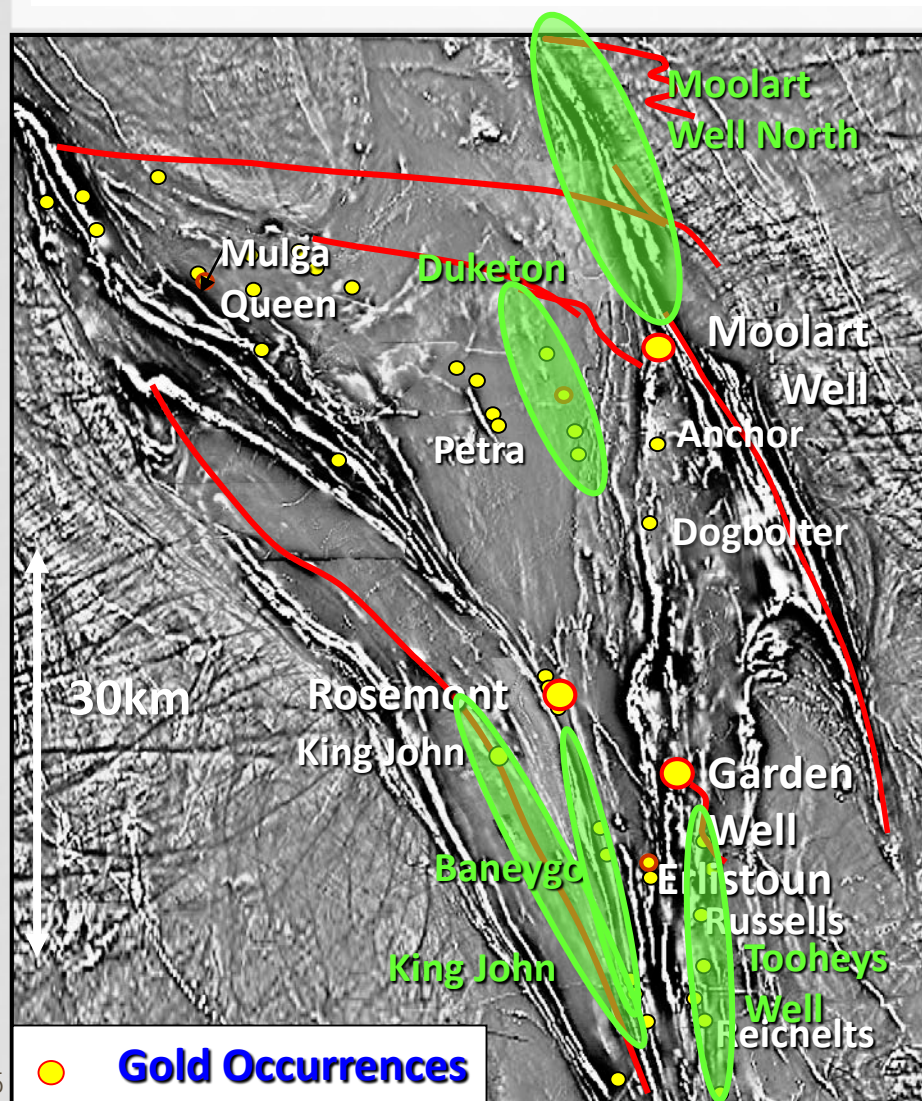 Moolart
Well North
Mulga
Queen
Duketon
Moolart
Well
Anchor
Petra
Dogbolter
30km
Rosemont
King John
Garden
Well
Baneygo
Erlistoun
Russells
King John
Tooheys
Well
Reichelts
Gold Occurrences